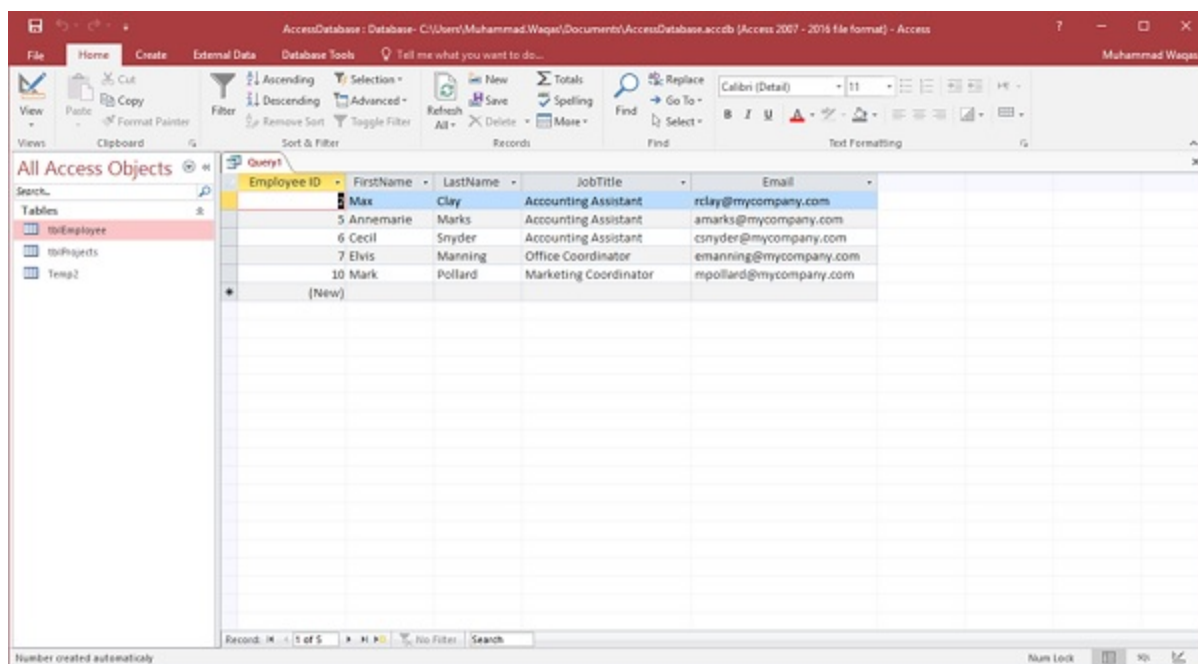 AccessDatabase : Database- C:\Users\Muhammad.Waqas\Documents\AccessDatabase.accdb (Access 2007 - 2016 file format) - Access
File Home Create External Data Database Tools Tell me what you want to do... Muhammad Waqas
Cut Ascending Selection New Totals Replace Calibri (Detail) 11
Copy Descending Advanced Save Spelling Go To
View Paste Format Painter Filter Remove Sort Toggle Filter Refresh All Delete More Find Select B I U A
Views Clipboard Sort & Filter Records Find Text Formatting
All Access Objects
Search...
Tables
tblEmployee
tblProjects
Temp2
Query1
Employee ID FirstName LastName JobTitle Email
Max Clay Accounting Assistant rclay@mycompany.com
5 Annemarie Marks Accounting Assistant amarks@mycompany.com
6 Cecil Snyder Accounting Assistant csnyder@mycompany.com
7 Elvis Manning Office Coordinator emanning@mycompany.com
10 Mark Pollard Marketing Coordinator mpollard@mycompany.com
(New)
Record: 1 of 5 No Filter Search
Number created automaticaly Num Lock SQL